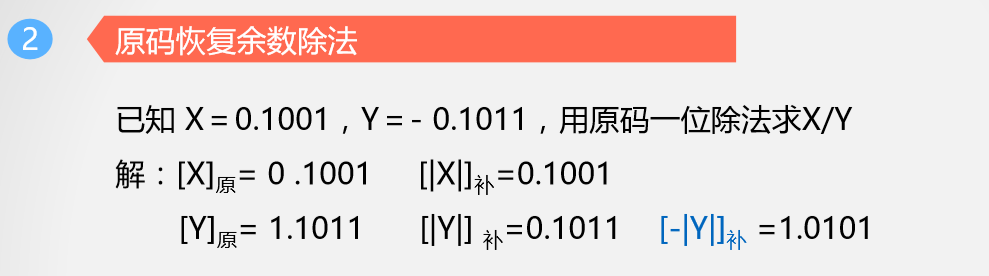 2 原码恢复余数除法
已知 X = 0.1001，Y = - 0.1011，用原码一位除法求X/Y
解：[X]原= 0 .1001 [|X|]补=0.1001
[Y]原= 1.1011 [|Y|] 补=0.1011 [-|Y|]补 =1.0101